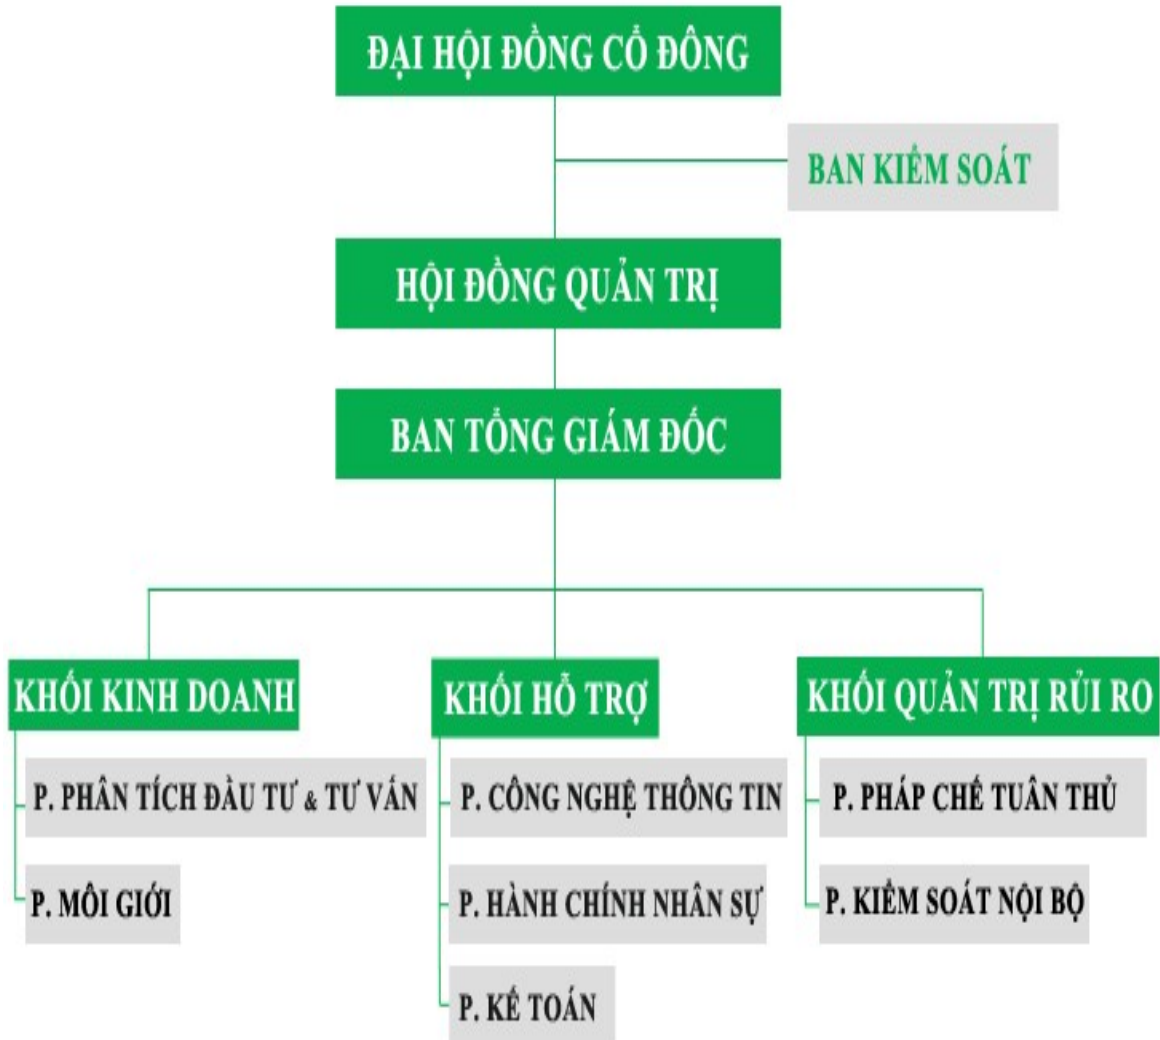 ĐẠI HỘI ĐỒNG CỔ ĐÔNG
BAN KIỂM SOÁT
HỘI ĐỒNG QUẢN TRỊ
BAN TỔNG GIÁM ĐỐC
KHỐI KINH DOANH
P. PHÂN TÍCH ĐẦU TƯ & TƯ VẤN
P. MÔI GIỚI
KHỐI HỖ TRỢ
P. CÔNG NGHỆ THÔNG TIN
P. HÀNH CHÍNH NHÂN SỰ
P. KẾ TOÁN
KHỐI QUẢN TRỊ RỦI RO
P. PHÁP CHẾ TUÂN THỦ
P. KIỂM SOÁT NỘI BỘ